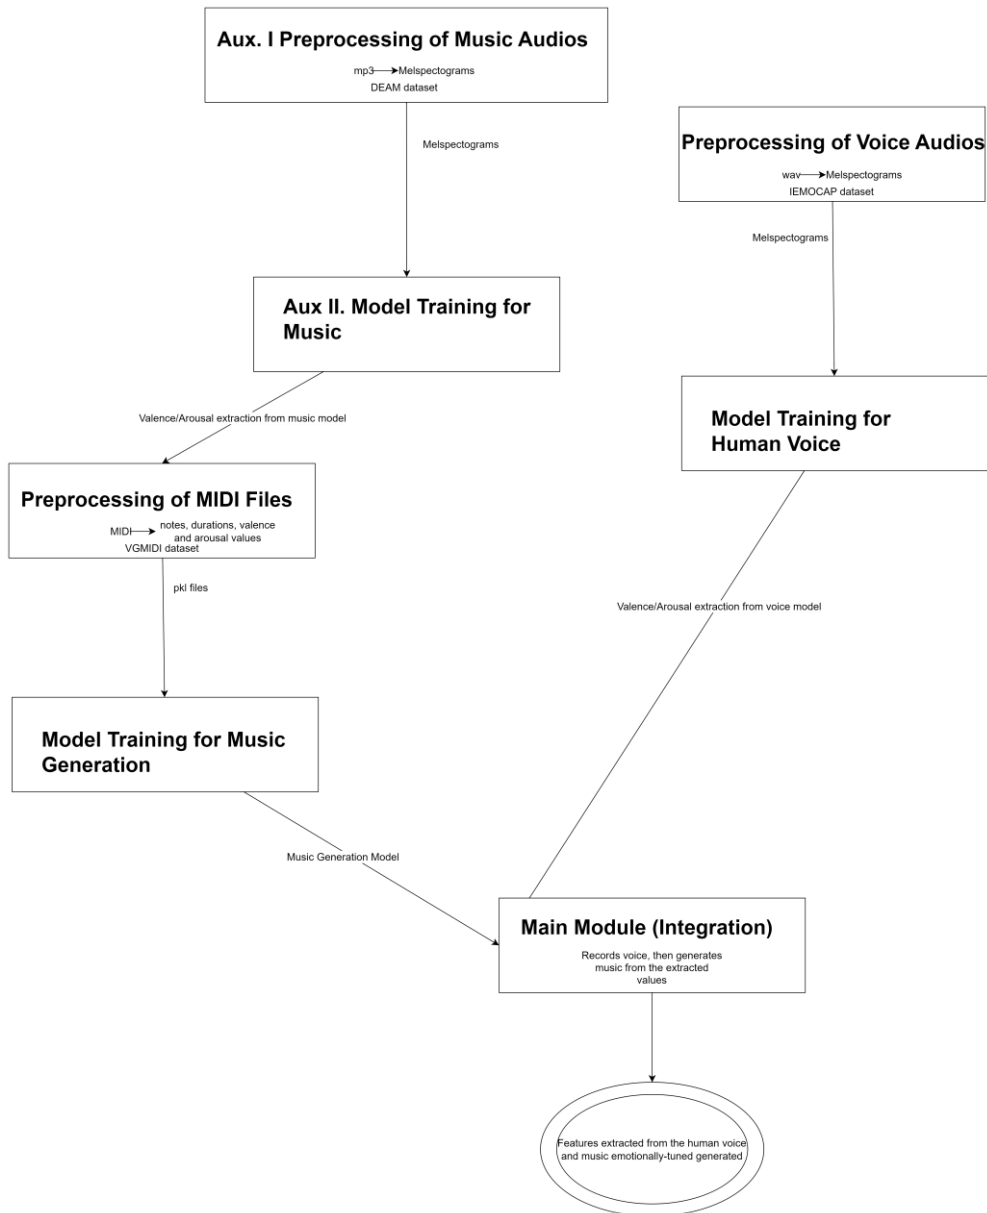 Aux. I Preprocessing of Music Audios
mp3 Melspectograms
DEAM dataset
Melspectograms
Preprocessing of Voice Audios
wav Melspectograms
IEMOCAP dataset
Melspectograms
Aux II. Model Training for
Music
Valence/Arousal extraction from music model
Model Training for
Human Voice
Preprocessing of MIDI Files
MIDI notes, durations, valence
and arousal values
VGMIDI dataset
pkl files
Valence/Arousal extraction from voice model
Model Training for Music
Generation
Music Generation Model
Main Module (Integration)
Records voice, then generates
music from the extracted
values
Features extracted from the human voice
and music emotionally-tuned generated